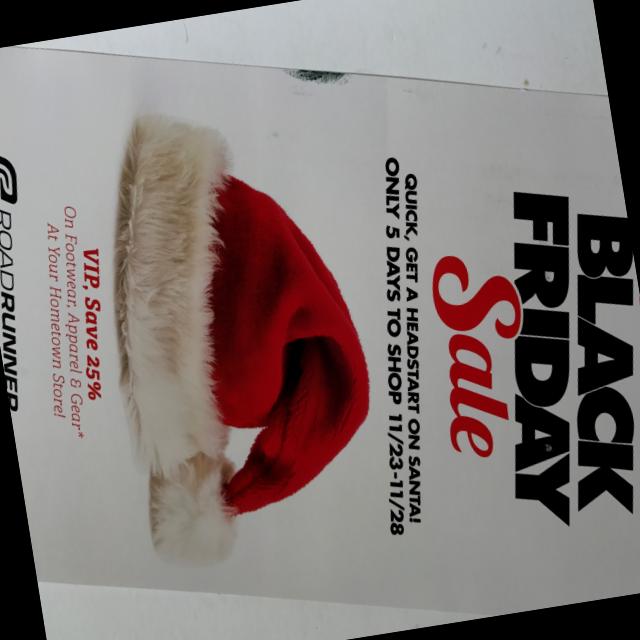 BLACK
FRIDAY
Sale
QUICK, GET A HEADSTART ON SANTA!
ONLY 5 DAYS TO SHOP 11/23-11/28
VIP, Save 25%
On Footwear, Apparel & Gear*
At Your Hometown Store!
ROADRUNNER